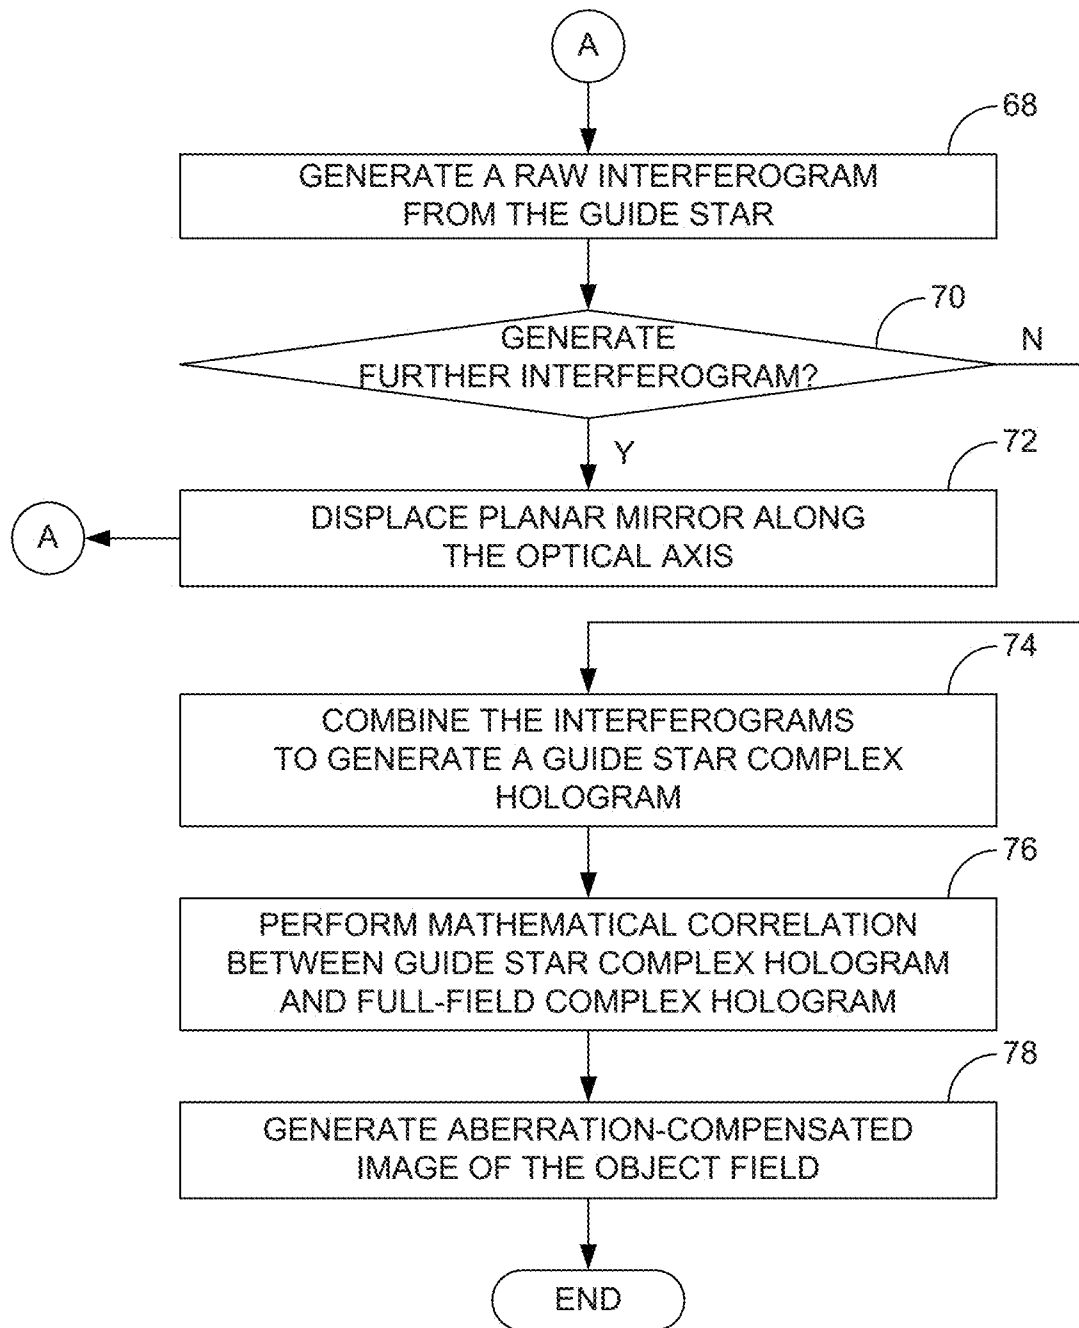 A
68
GENERATE A RAW INTERFEROGRAM
FROM THE GUIDE STAR
70
GENERATE
FURTHER INTERFEROGRAM?
N
Y
72
A
DISPLACE PLANAR MIRROR ALONG
THE OPTICAL AXIS
74
COMBINE THE INTERFEROGRAMS
TO GENERATE A GUIDE STAR COMPLEX
HOLOGRAM
76
PERFORM MATHEMATICAL CORRELATION
BETWEEN GUIDE STAR COMPLEX HOLOGRAM
AND FULL-FIELD COMPLEX HOLOGRAM
78
GENERATE ABERRATION-COMPENSATED
IMAGE OF THE OBJECT FIELD
END